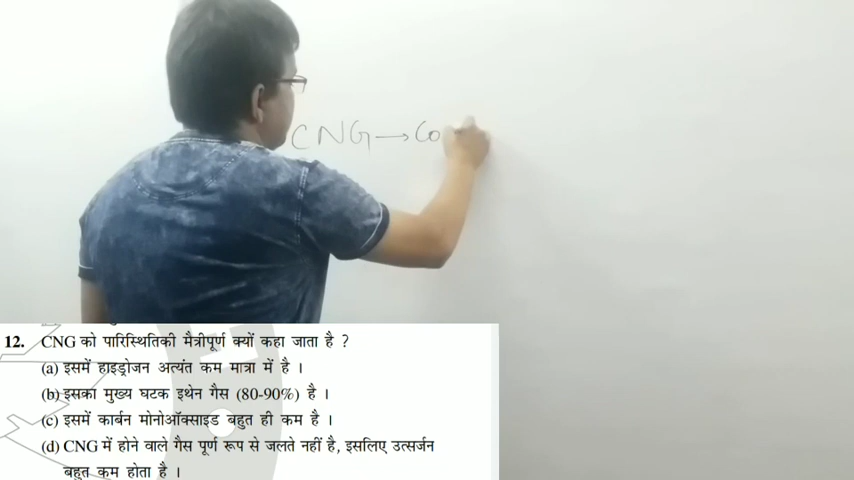 CNG → Co
12. CNG को पारिस्थितिकी मैत्रीपूर्ण क्यों कहा जाता है ?
(a) इसमें हाइड्रोजन अत्यंत कम मात्रा में है ।
(b) इसका मुख्य घटक इथेन गैस (80-90%) है ।
(c) इसमें कार्बन मोनोऑक्साइड बहुत ही कम है ।
(d) CNG में होने वाले गैस पूर्ण रूप से जलते नहीं है, इसलिए उत्सर्जन
बहुत कम होता है ।